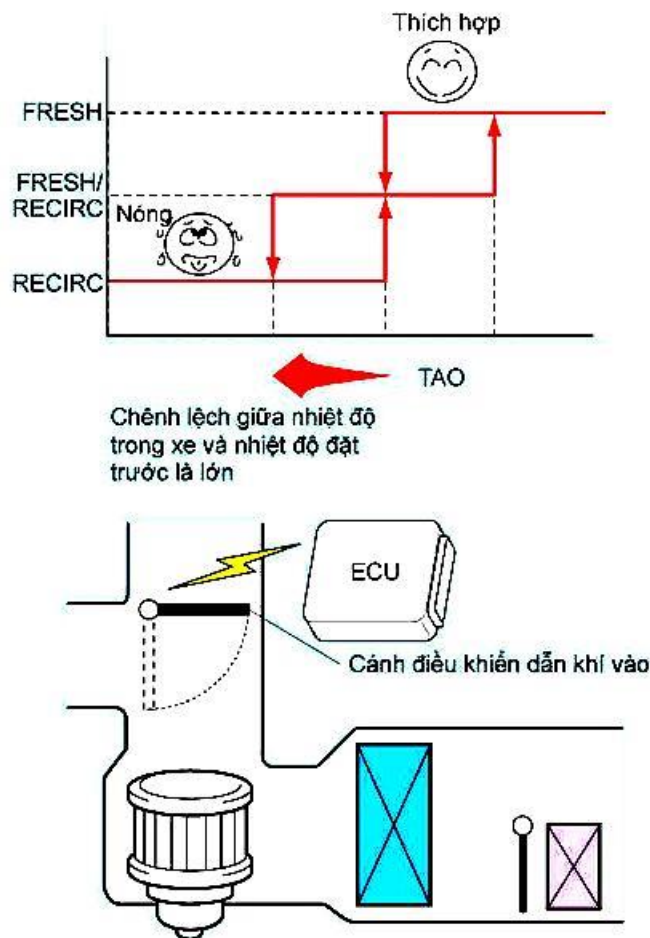 Thích hợp
FRESH
FRESH/
RECIRC
Nóng
RECIRC
TAO
Chênh lệch giữa nhiệt độ
trong xe và nhiệt độ đặt
trước là lớn
ECU
Cánh điều khiển dẫn khí vào